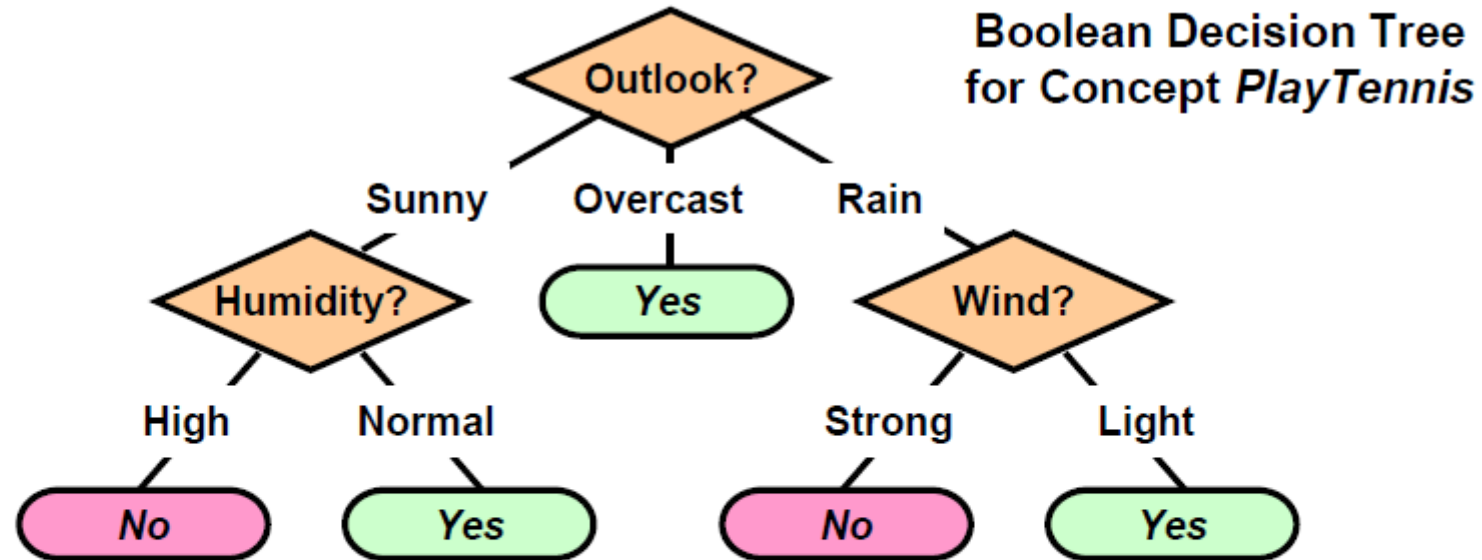 Boolean Decision Tree
for Concept PlayTennis
Outlook?
Sunny
Overcast
Rain
Humidity?
Yes
Wind?
High
Normal
Strong
Light
No
Yes
No
Yes